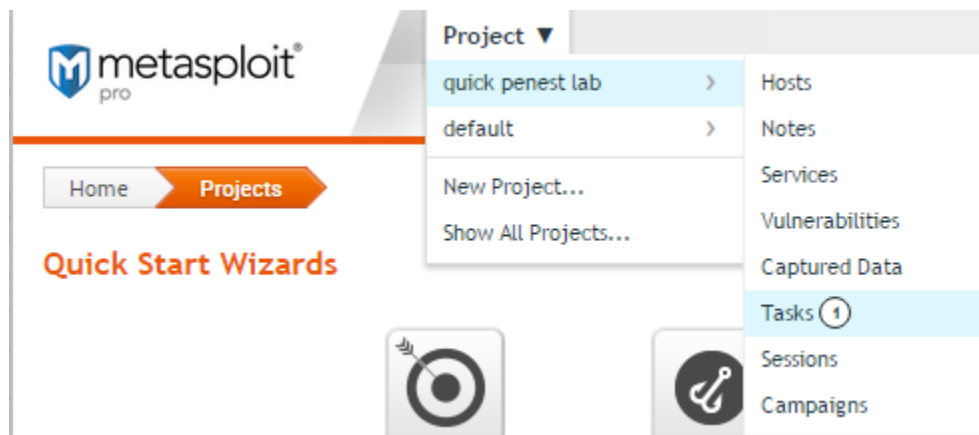 metasploit®
pro
Project ▼
quick penest lab >
default >
New Project...
Show All Projects...
Hosts
Notes
Services
Vulnerabilities
Captured Data
Tasks 1
Sessions
Campaigns
Home
Projects
Quick Start Wizards